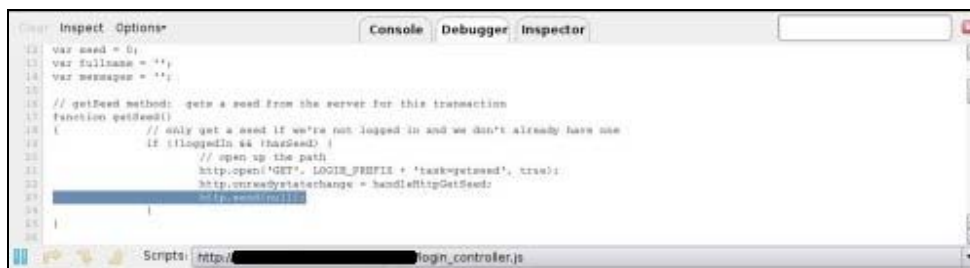 Clear Inspect Options Console Debugger Inspector
12 var seed = 0;
13 var fullname = '';
14 var messages = '';
15
16 // getSeed method: gets a seed from the server for this transaction
17 function getSeed()
18 { // only get a seed if we're not logged in and we don't already have one
19 if (!loggedIn && !hasSeed) {
20 // open up the path
21 http.open('GET', LOGIN_PREFIX + 'task=getseed', true);
22 http.onreadystatechange = handleHttpGetSeed;
23 http.send(null);
24 }
25 }
26
Scripts: http:/ /login_controller.js